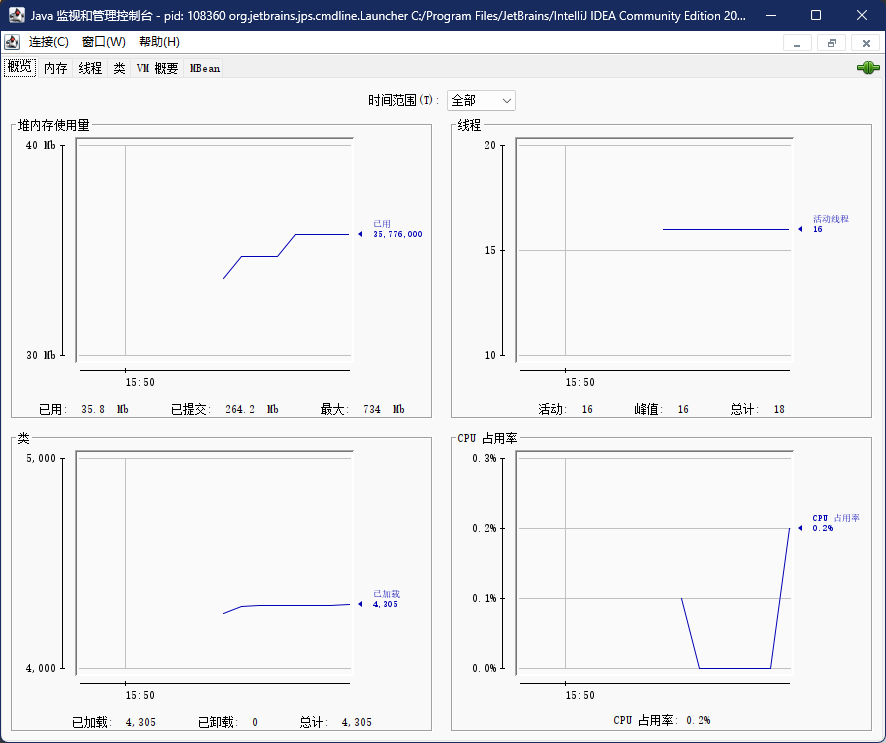 Java 监视和管理控制台 - pid: 108360 org.jetbrains.jps.cmdline.Launcher C:/Program Files/JetBrains/IntelliJ IDEA Community Edition 20...
连接(C) 窗口(W) 帮助(H)
概览 内存 线程 类 VM 概要 MBean
时间范围(T): 全部
堆内存使用量
40 Mb
30 Mb
15:50
已用
35,776,000
已用: 35.8 Mb 已提交: 264.2 Mb 最大: 734 Mb
线程
20
15
10
15:50
活动线程
16
活动: 16 峰值: 16 总计: 18
类
5,000
4,000
15:50
已加载
4,305
已加载: 4,305 已卸载: 0 总计: 4,305
CPU 占用率
0.3%
0.2%
0.1%
0.0%
15:50
CPU 占用率
0.2%
CPU 占用率: 0.2%